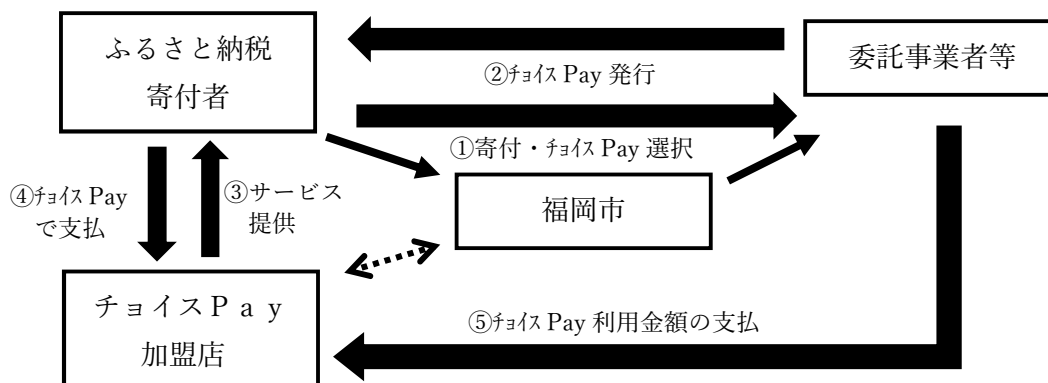 ふるさと納税
寄付者
委託事業者等
②ﾁｮｲｽ Pay 発行
①寄付・ﾁｮｲｽ Pay 選択
④ﾁｮｲｽ Pay
で支払
③サービス
提供
福岡市
チョイスＰａｙ
加盟店
⑤ﾁｮｲｽ Pay 利用金額の支払